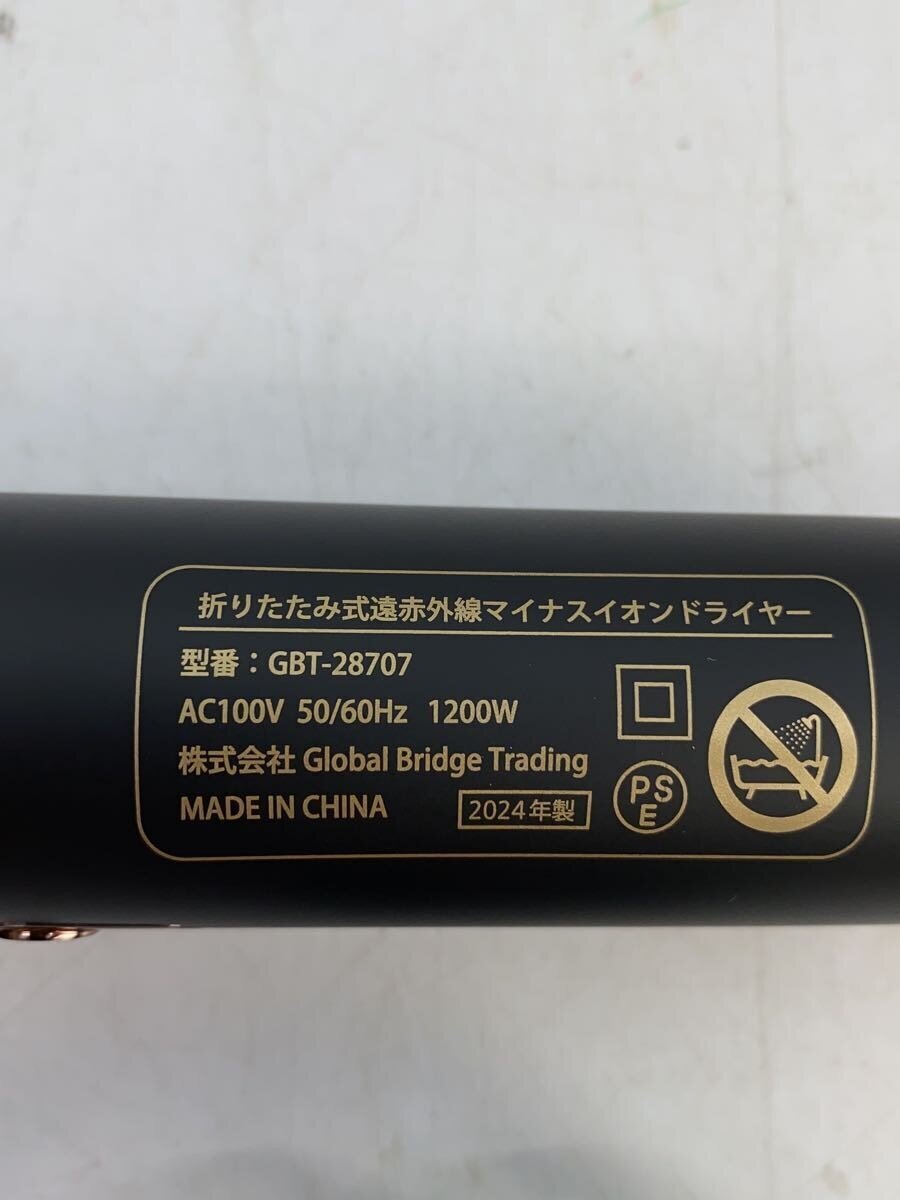 折りたたみ式遠赤外線マイナスイオンドライヤー
型番：GBT-28707
AC100V 50/60Hz 1200W
株式会社 Global Bridge Trading
MADE IN CHINA 2024年製
PS
E